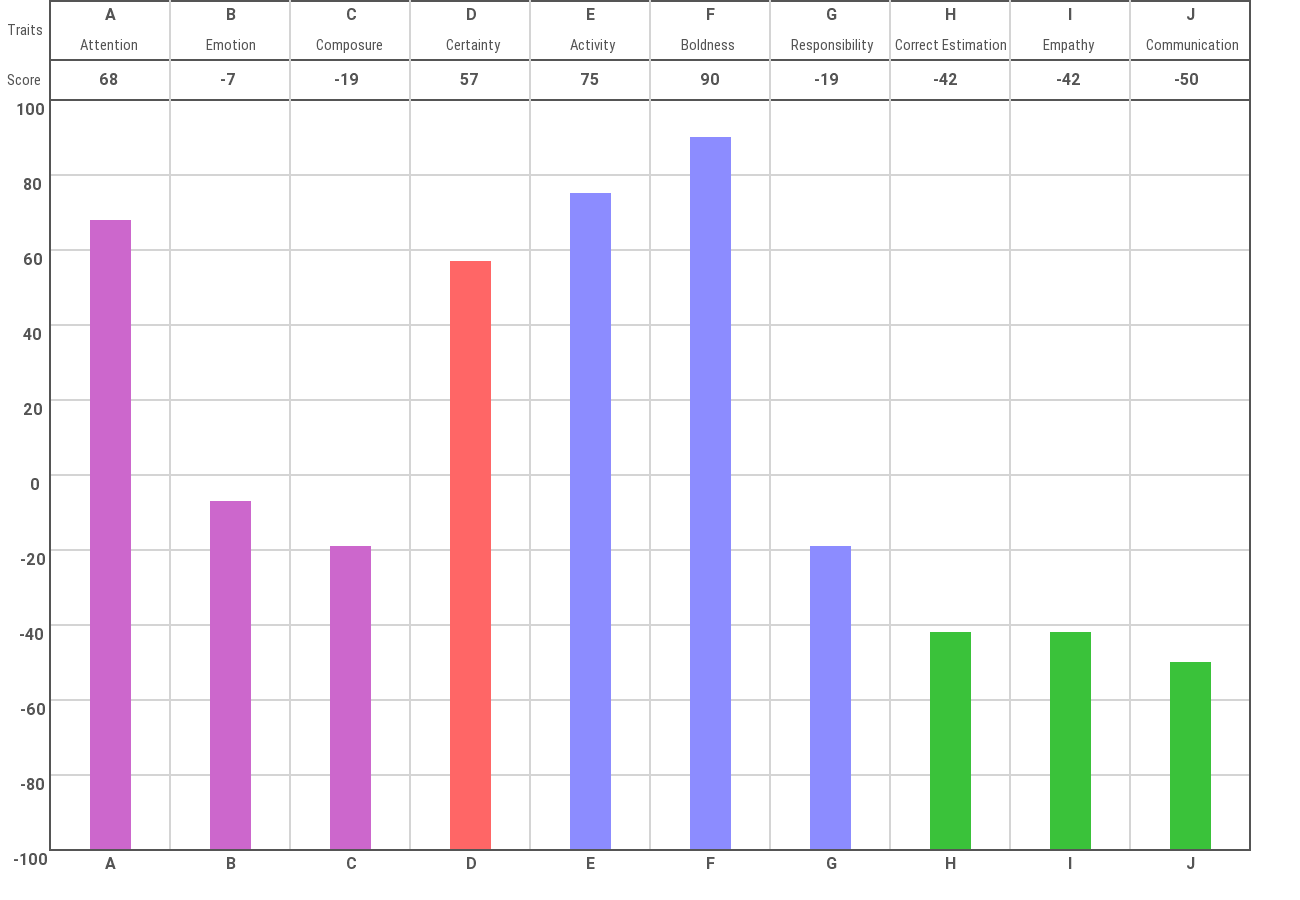 A B C D E F G H I J
Traits
Attention Emotion Composure Certainty Activity Boldness Responsibility Correct Estimation Empathy Communication
Score 68 -7 -19 57 75 90 -19 -42 -42 -50
100
80
60
40
20
0
-20
-40
-60
-80
-100
A B C D E F G H I J